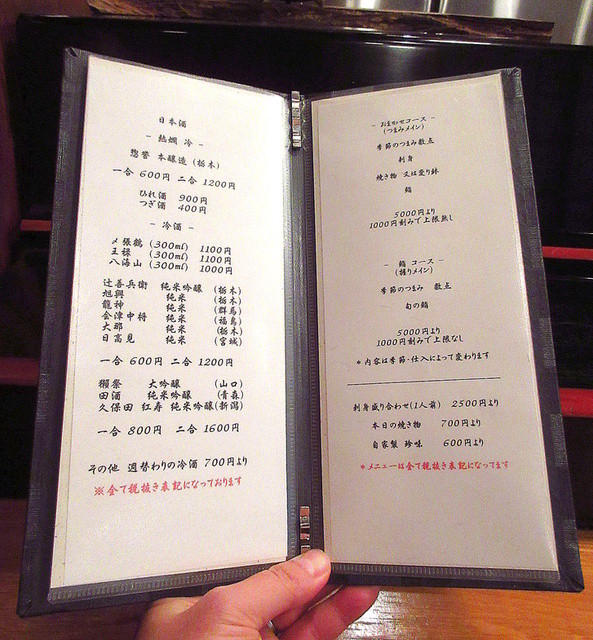 日本酒
- 熱燗 冷 -
惣誉 本醸造 (栃木)
一合 600円 二合 1200円
ひれ酒 900円
つぎ酒 400円
- 冷酒 -
〆張鶴 (300ml) 1100円
王禄 (300ml) 1100円
八海山 (300ml) 1000円
辻善兵衛 純米吟醸 (栃木)
旭興 純米 (栃木)
龍神 純米 (群馬)
会津中将 純米 (福島)
大那 純米 (栃木)
日高見 純米 (宮城)
一合 600円 二合 1200円
獺祭 大吟醸 (山口)
田酒 純米吟醸 (青森)
久保田 紅寿 純米吟醸 (新潟)
一合 800円 二合 1600円
その他 週替わりの冷酒 700円より
※全て税抜き表記になっております
- おまかせコース -
(つまみメイン)
季節のつまみ数点
刺身
焼き物 又は変り鉢
鮨
5000円より
1000円刻みで上限無し
- 鮨 コース -
(握りメイン)
季節のつまみ 数点
旬の鮨
5000円より
1000円刻みで上限なし
*内容は季節・仕入によって変わります
刺身盛り合わせ(1人前) 2500円より
本日の焼き物 700円より
自家製 珍味 600円より
*メニューは全て税抜き表記になってます